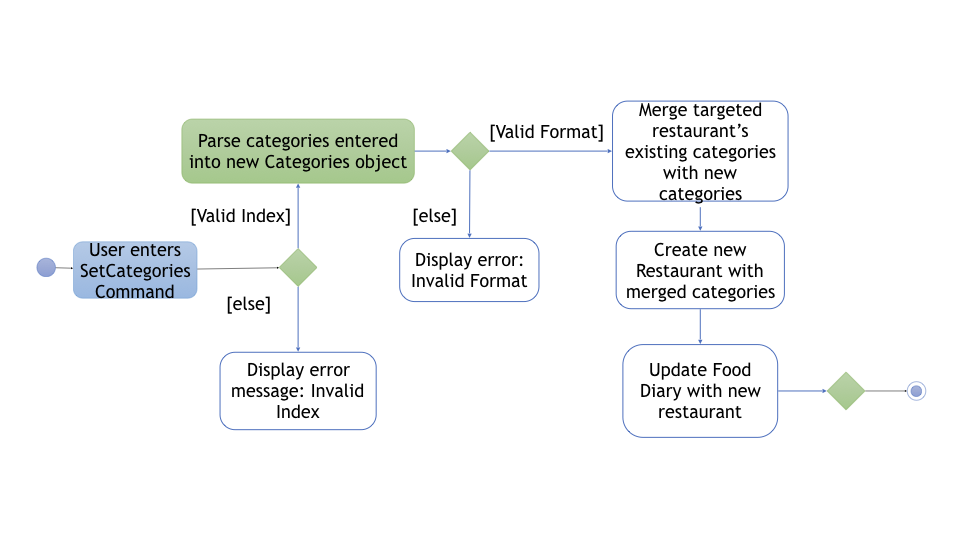 User enters
SetCategories
Command
[Valid Index]
[else]
Parse categories entered
into new Categories object
Display error
message: Invalid
Index
[Valid Format]
[else]
Display error:
Invalid Format
Merge targeted
restaurant’s
existing categories
with new
categories
Create new
Restaurant with
merged categories
Update Food
Diary with new
restaurant